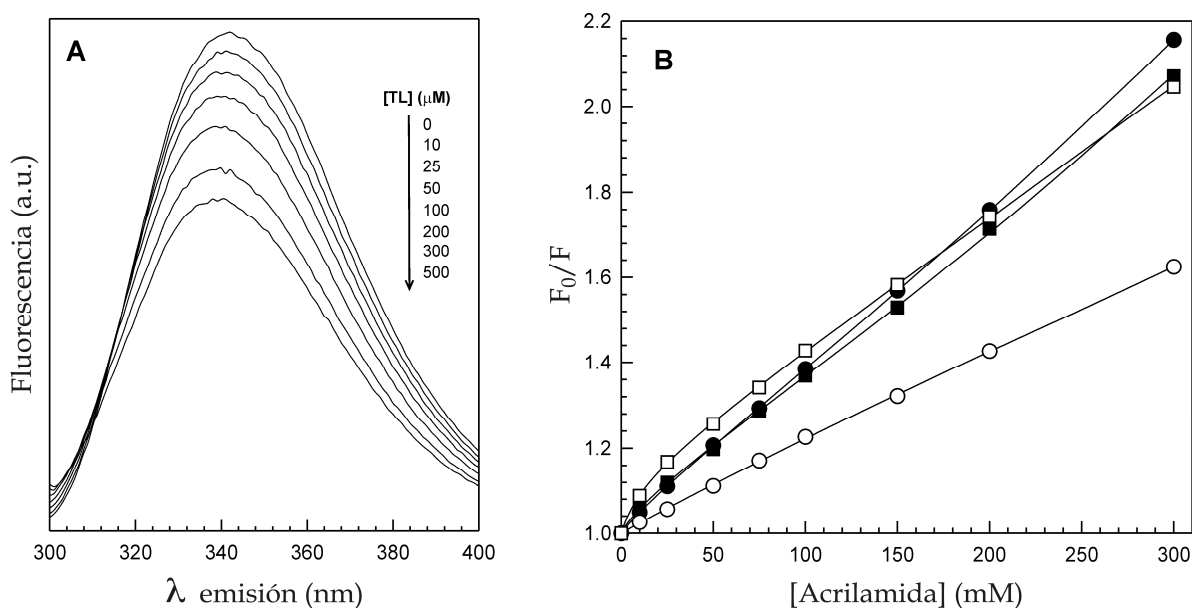 A
[TL] (μM)
0
10
25
50
100
200
300
500
Fluorescencia (a.u.)
300 320 340 360 380 400
λ emisión (nm)
B
2.2
2.0
1.8
1.6
1.4
1.2
1.0
F0/F
0 50 100 150 200 250 300
[Acrilamida] (mM)